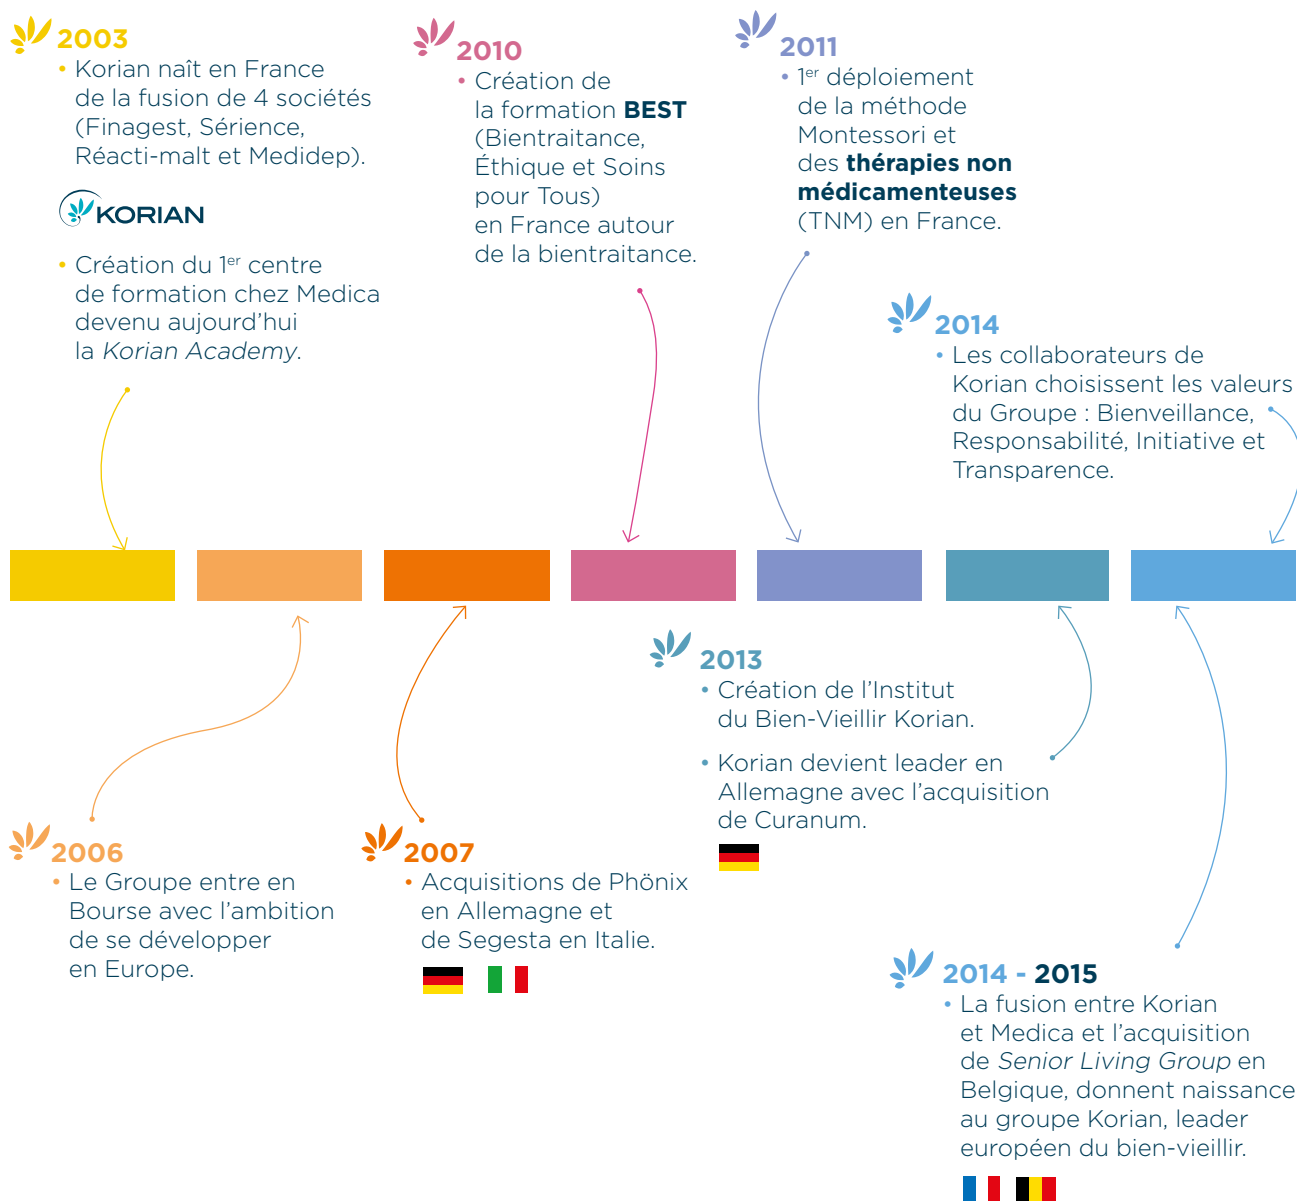 2003
• Korian naît en France
de la fusion de 4 sociétés
(Finagest, Sérience,
Réacti-malt et Medidep).
KORIAN
• Création du 1er centre
de formation chez Medica
devenu aujourd’hui
la Korian Academy.
2010
• Création de
la formation BEST
(Bientraitance,
Éthique et Soins
pour Tous)
en France autour
de la bientraitance.
2011
• 1er déploiement
de la méthode
Montessori et
des thérapies non
médicamenteuses
(TNM) en France.
2014
• Les collaborateurs de
Korian choisissent les valeurs
du Groupe : Bienveillance,
Responsabilité, Initiative et
Transparence.
2006
• Le Groupe entre en
Bourse avec l’ambition
de se développer
en Europe.
2007
• Acquisitions de Phönix
en Allemagne et
de Segesta en Italie.
2013
• Création de l’Institut
du Bien-Vieillir Korian.
• Korian devient leader en
Allemagne avec l’acquisition
de Curanum.
2014 - 2015
• La fusion entre Korian
et Medica et l’acquisition
de Senior Living Group en
Belgique, donnent naissance
au groupe Korian, leader
européen du bien-vieillir.